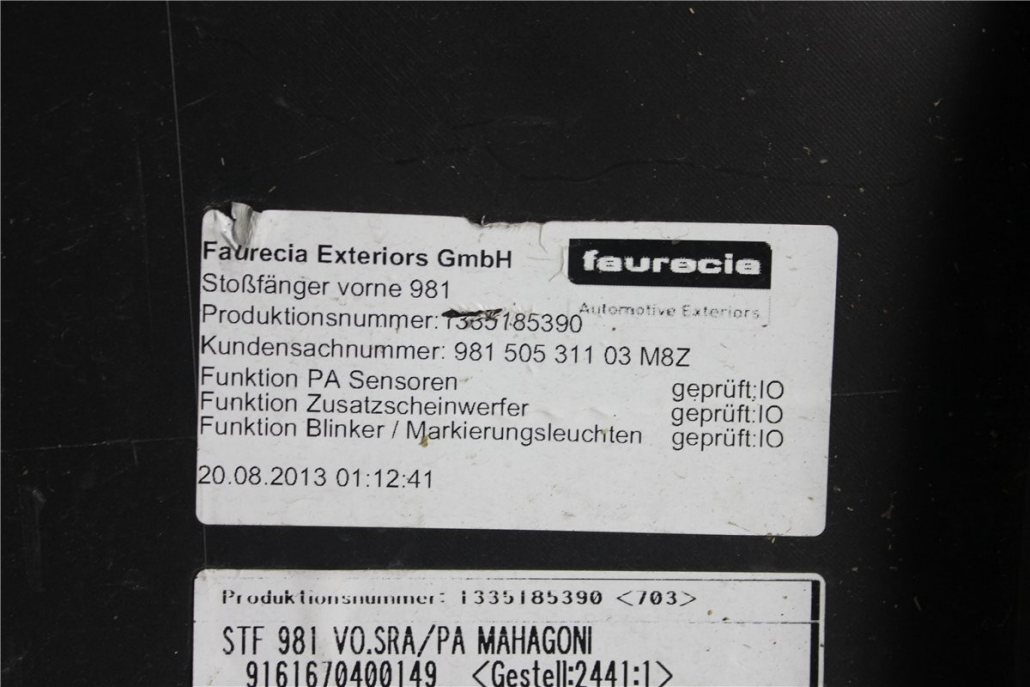 Faurecia Exteriors GmbH
faurecia
Automotive Exteriors
Stoßfänger vorne 981
Produktionsnummer: 1335185390
Kundensachnummer: 981 505 311 03 M8Z
Funktion PA Sensoren geprüft:IO
Funktion Zusatzscheinwerfer geprüft:IO
Funktion Blinker / Markierungsleuchten geprüft:IO
20.08.2013 01:12:41
Produktionsnummer: 1335185390 <703>
STF 981 VO.SRA/PA MAHAGONI
9161670400149 <Gestell:2441:1>